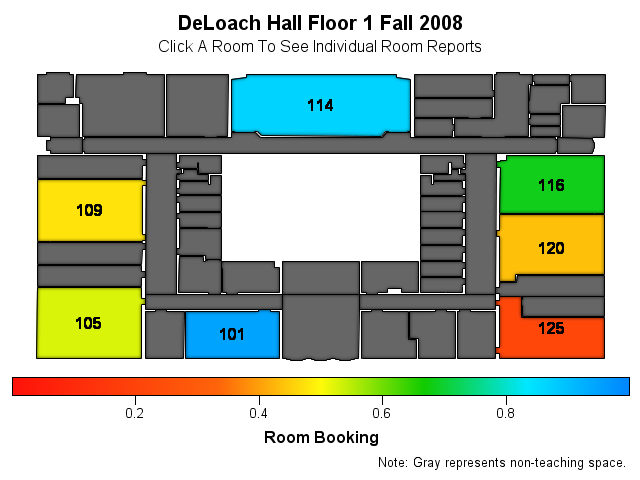 DeLoach Hall Floor 1 Fall 2008
Click A Room To See Individual Room Reports
114
116
109
120
105
101
125
0.2 0.4 0.6 0.8
Room Booking
Note: Gray represents non-teaching space.